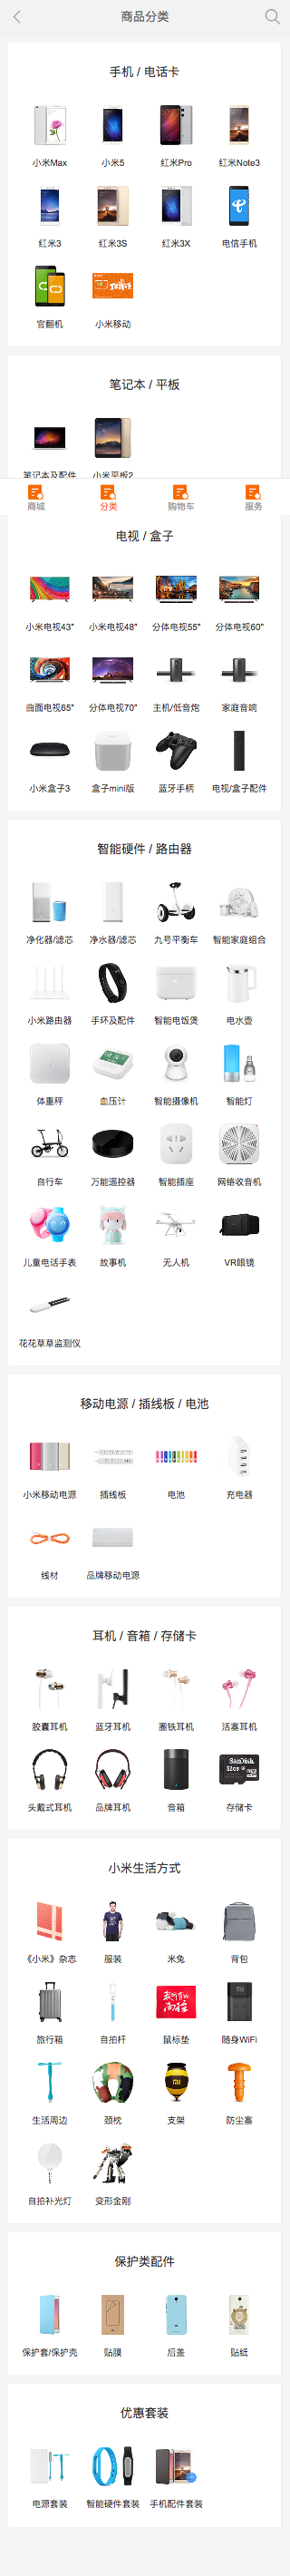 商品分类
手机 / 电话卡
小米Max 小米5 红米Pro 红米Note3
红米3 红米3S 红米3X 电信手机
官翻机 小米移动
笔记本 / 平板
笔记本及配件 小米平板2
商城 分类 购物车 服务
电视 / 盒子
小米电视43" 小米电视48" 分体电视55" 分体电视60"
曲面电视65" 分体电视70" 主机/低音炮 家庭音响
小米盒子3 盒子mini版 蓝牙手柄 电视/盒子配件
智能硬件 / 路由器
净化器/滤芯 净水器/滤芯 九号平衡车 智能家庭组合
小米路由器 手环及配件 智能电饭煲 电水壶
体重秤 血压计 智能摄像机 智能灯
自行车 万能遥控器 智能插座 网络收音机
儿童电话手表 故事机 无人机 VR眼镜
花花草草监测仪
移动电源 / 插线板 / 电池
小米移动电源 插线板 电池 充电器
线材 品牌移动电源
耳机 / 音箱 / 存储卡
胶囊耳机 蓝牙耳机 圈铁耳机 活塞耳机
SanDisk
32GB
头戴式耳机 品牌耳机 音箱 存储卡
小米生活方式
《小米》杂志 服装 米兔 背包
旅行箱 自拍杆 鼠标垫 随身WiFi
生活周边 颈枕 支架 防尘塞
自拍补光灯 变形金刚
保护类配件
保护套/保护壳 贴膜 后盖 贴纸
优惠套装
电源套装 智能硬件套装 手机配件套装